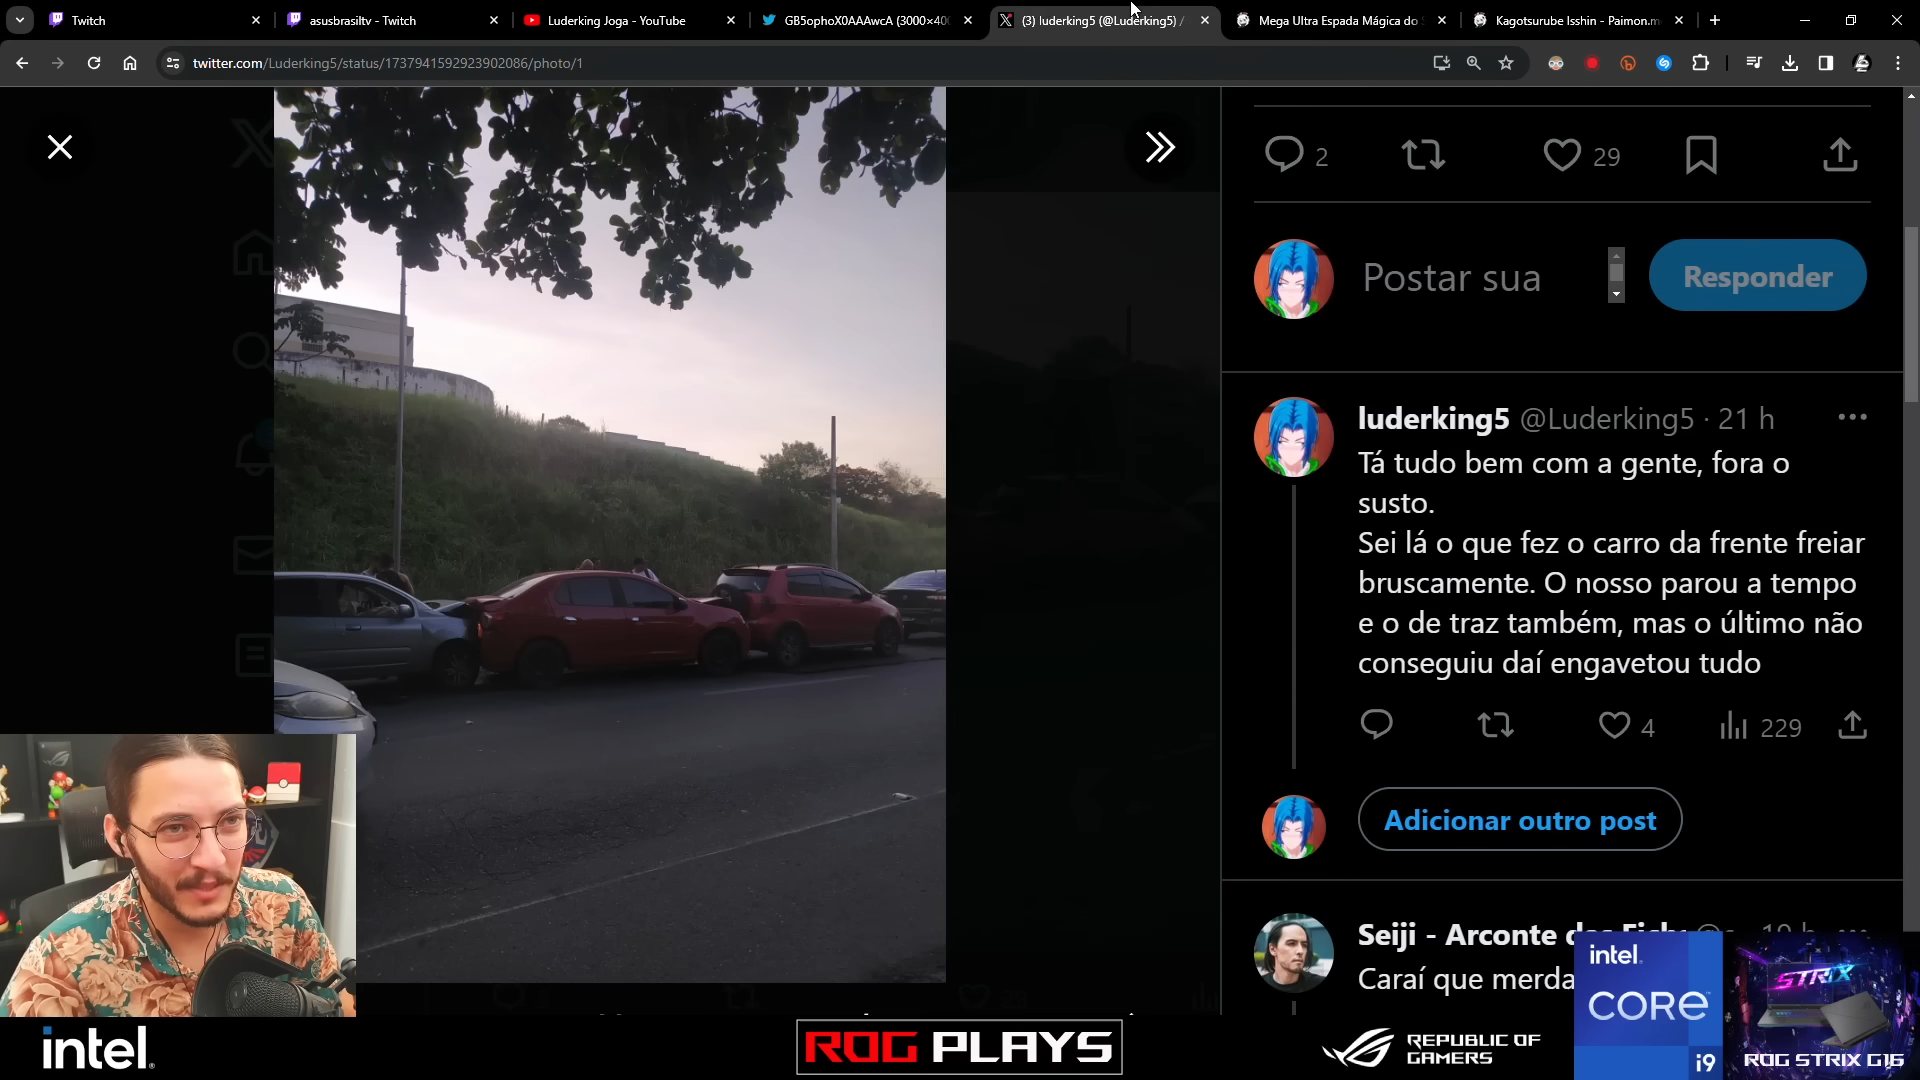 Twitch
asusbrasiltv - Twitch
Luderking Joga - YouTube
GB5ophoX0AAAwcA (3000×40
(3) luderking5 (@Luderking5) /
Mega Ultra Espada Mágica do
Kagotsurube Isshin - Paimon.m
twitter.com/Luderking5/status/1737941592923902086/photo/1
2
29
Postar sua
Responder
luderking5 @Luderking5 · 21 h
Tá tudo bem com a gente, fora o
susto.
Sei lá o que fez o carro da frente freiar
bruscamente. O nosso parou a tempo
e o de traz também, mas o último não
conseguiu daí engavetou tudo
4
229
Adicionar outro post
Seiji - Arconte
Caraí que merda
intel.
CORE
i9
STRIX
ROG STRIX G16
intel.
ROG PLAYS
REPUBLIC OF
GAMERS